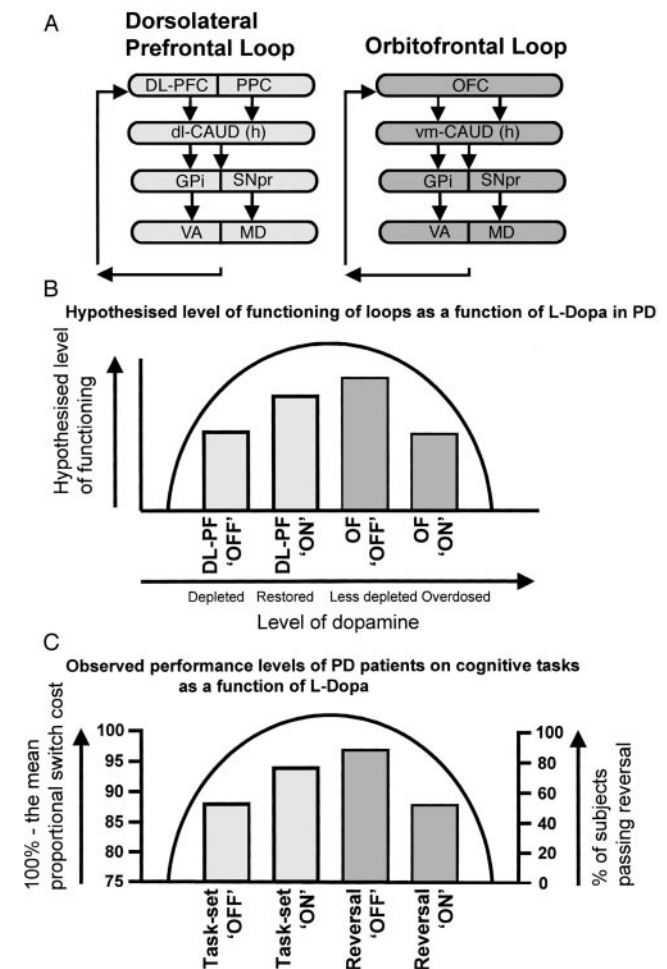 A
Dorsolateral
Prefrontal Loop
Orbitofrontal Loop
DL-PFC PPC
dl-CAUD (h)
GPi SNpr
VA MD
OFC
vm-CAUD (h)
GPi SNpr
VA MD
B
Hypothesised level of functioning of loops as a function of L-Dopa in PD
Hypothesised level
of functioning
DL-PF
'OFF'
DL-PF
'ON'
OF
'OFF'
OF
'ON'
Depleted Restored Less depleted Overdosed
Level of dopamine
C
Observed performance levels of PD patients on cognitive tasks
as a function of L-Dopa
100% - the mean
proportional switch cost
100
95
90
85
80
75
100
80
60
40
20
0
% of subjects
passing reversal
Task-set
'OFF'
Task-set
'ON'
Reversal
'OFF'
Reversal
'ON'